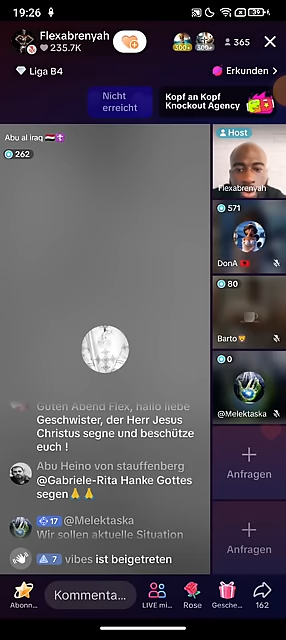 19:26
39
Flexabrenyah
235.7K
300+
300+
365
Liga B4
Erkunden >
Nicht
erreicht
Kopf an Kopf
Knockout Agency
Abu al iraq
262
Host
Flexabrenyah
571
DonA
80
Barto
0
@Melektaska
Guten Abend Flex, hallo liebe
Geschwister, der Herr Jesus
Christus segne und beschütze
euch !
Abu Heino von stauffenberg
@Gabriele-Rita Hanke Gottes
segen🙏🙏
17 @Melektaska
Wir sollen aktuelle Situation
7 vibes ist beigetreten
Anfragen
Anfragen
Abonn...
Kommenta...
LIVE mi...
Rose
Gesche...
162